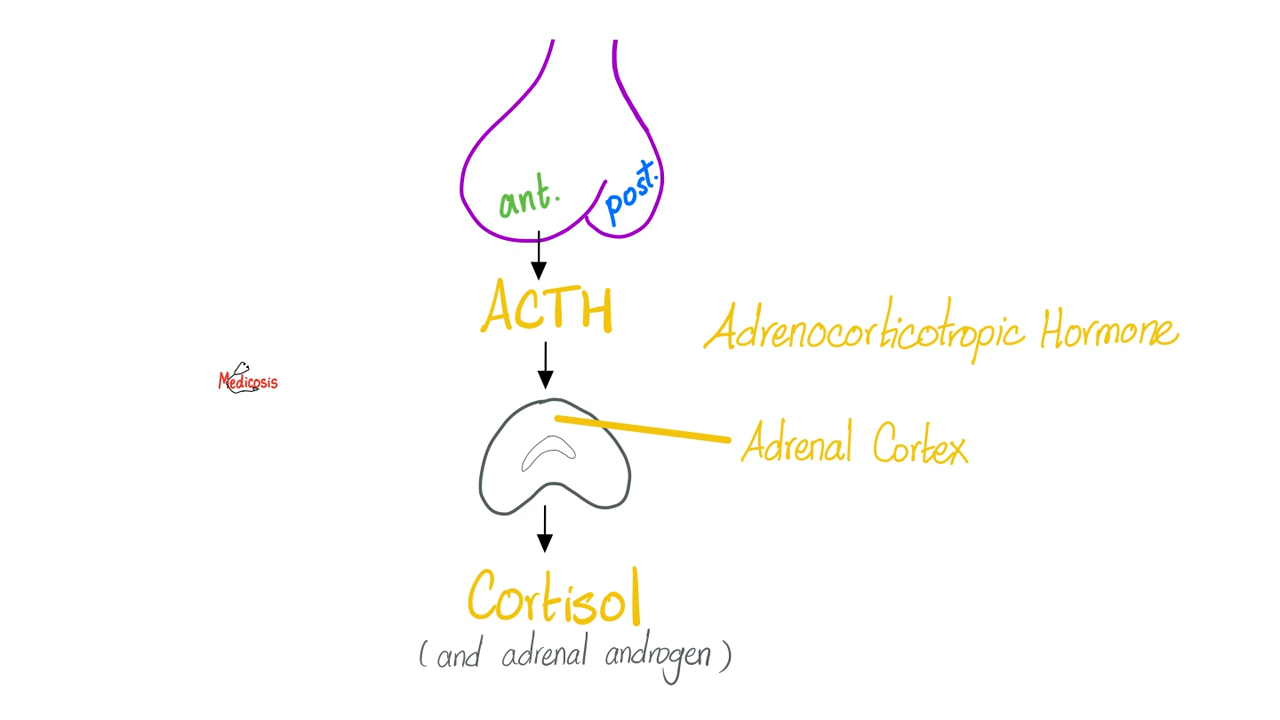 ant.
post.
ACTH
Adrenocorticotropic Hormone
Medicosis
Adrenal Cortex
Cortisol
(and adrenal androgen)